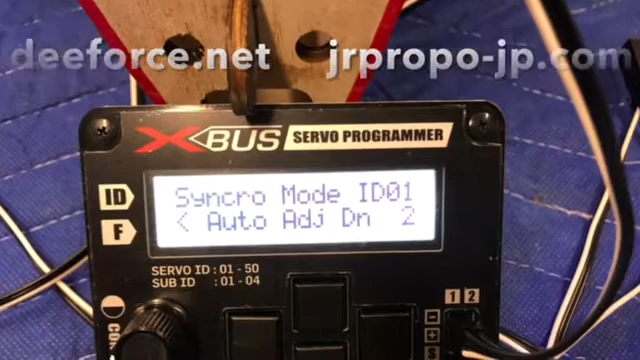 deeforce.net jrpropo-jp.com
XBUS SERVO PROGRAMMER
ID
Syncro Mode ID01
F
< Auto Adj Dn 2
SERVO ID : 01 - 50
SUB ID : 01 - 04
1 2
-
+